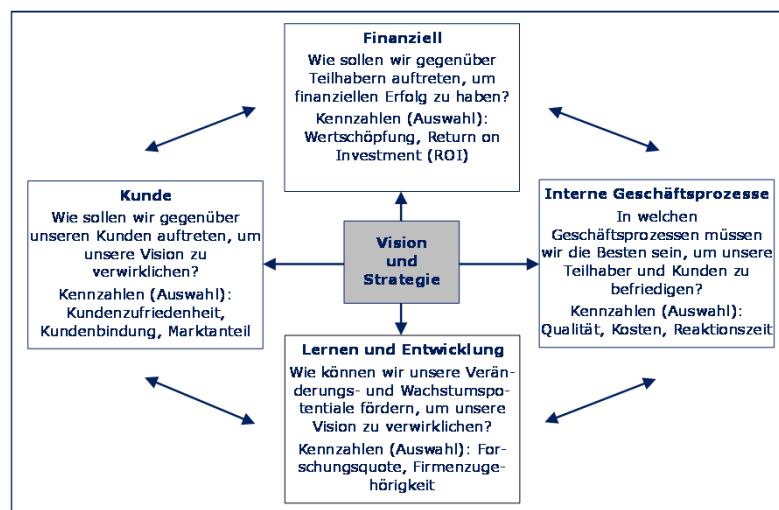 Finanziell
Wie sollen wir gegenüber
Teilhabern auftreten, um
finanziellen Erfolg zu haben?
Kennzahlen (Auswahl):
Wertschöpfung, Return on
Investment (ROI)
Kunde
Wie sollen wir gegenüber
unseren Kunden auftreten, um
unsere Vision zu
verwirklichen?
Kennzahlen (Auswahl):
Kundenzufriedenheit,
Kundenbindung, Marktanteil
Vision
und
Strategie
Interne Geschäftsprozesse
In welchen
Geschäftsprozessen müssen
wir die Besten sein, um unsere
Teilhaber und Kunden zu
befriedigen?
Kennzahlen (Auswahl):
Qualität, Kosten, Reaktionszeit
Lernen und Entwicklung
Wie können wir unsere Verän-
derungs- und Wachstumspo-
tentiale fördern, um unsere
Vision zu verwirklichen?
Kennzahlen (Auswahl): For-
schungsquote, Firmenzuge-
hörigkeit